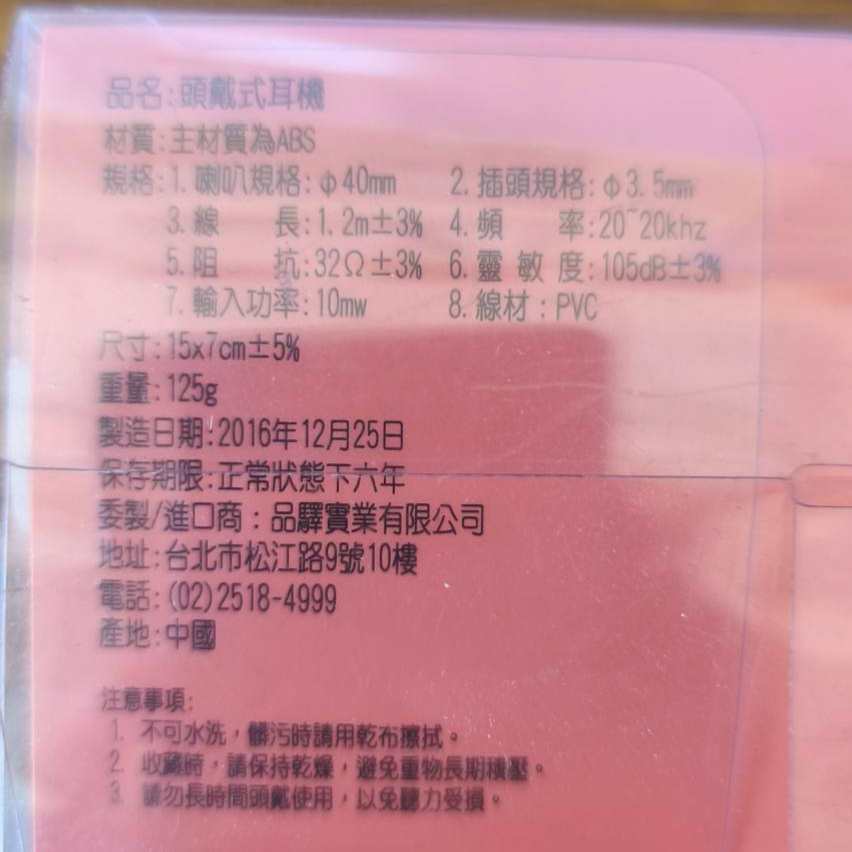 品名:頭戴式耳機
材質:主材質為ABS
規格:1.喇叭規格:φ40mm 2.插頭規格:φ3.5mm
3.線 長:1.2m±3% 4.頻 率:20~20khz
5.阻 抗:32Ω±3% 6.靈敏度:105dB±3%
7.輸入功率:10mw 8.線材:PVC
尺寸:15x7cm±5%
重量:125g
製造日期:2016年12月25日
保存期限:正常狀態下六年
委製/進口商:品驛實業有限公司
地址:台北市松江路9號10樓
電話:(02)2518-4999
產地:中國
注意事項:
1. 不可水洗,髒污時請用乾布擦拭。
2. 收藏時,請保持乾燥,避免重物長期積壓。
3. 請勿長時間頭戴使用,以免聽力受損。